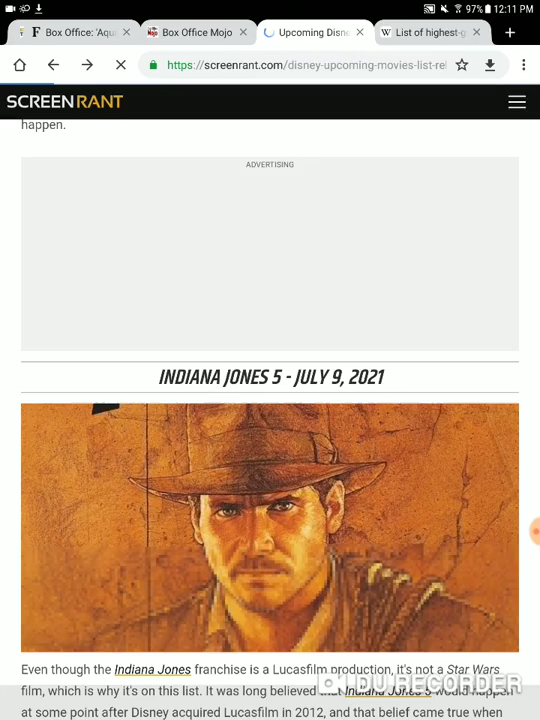 97% 12:11 PM
F Box Office: 'Aqua × Box Office Mojo × Upcoming Disne × W List of highest-g × +
https://screenrant.com/disney-upcoming-movies-list-rel
SCREENRANT
happen.
ADVERTISING
INDIANA JONES 5 - JULY 9, 2021
Even though the Indiana Jones franchise is a Lucasfilm production, it's not a Star Wars
film, which is why it's on this list. It was long believed that Indiana Jones 5 would happen
at some point after Disney acquired Lucasfilm in 2012, and that belief came true when
DU RECORDER